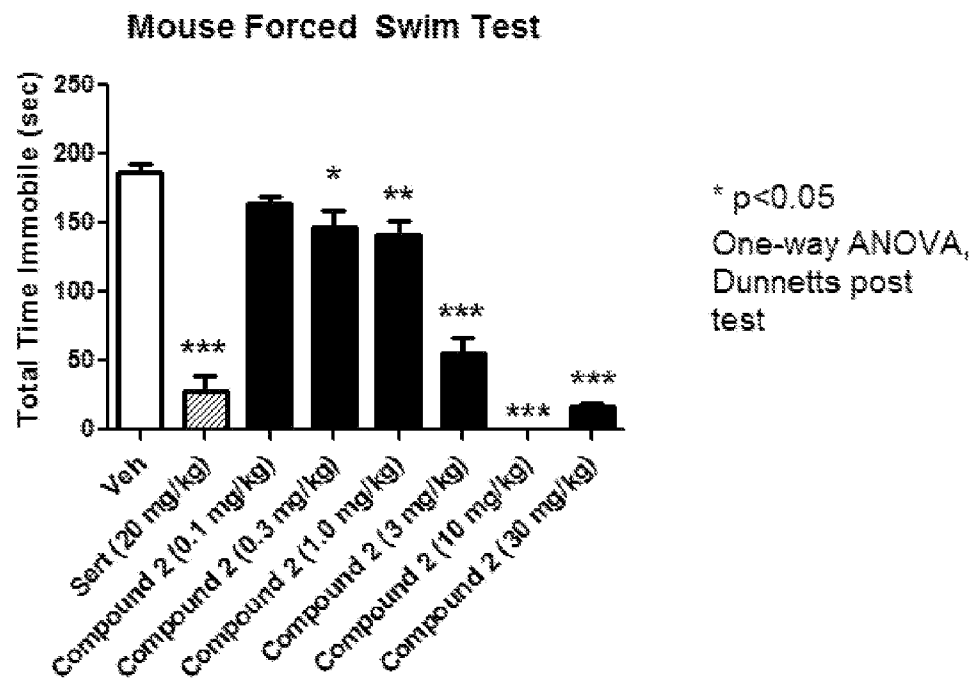 Mouse Forced Swim Test
Total Time Immobile (sec)
250
200
150
100
50
0
***
*
**
***
***
***
Veh
Sert (20 mg/kg)
Compound 2 (0.1 mg/kg)
Compound 2 (0.3 mg/kg)
Compound 2 (1.0 mg/kg)
Compound 2 (3 mg/kg)
Compound 2 (10 mg/kg)
Compound 2 (30 mg/kg)
* p<0.05
One-way ANOVA,
Dunnetts post
test